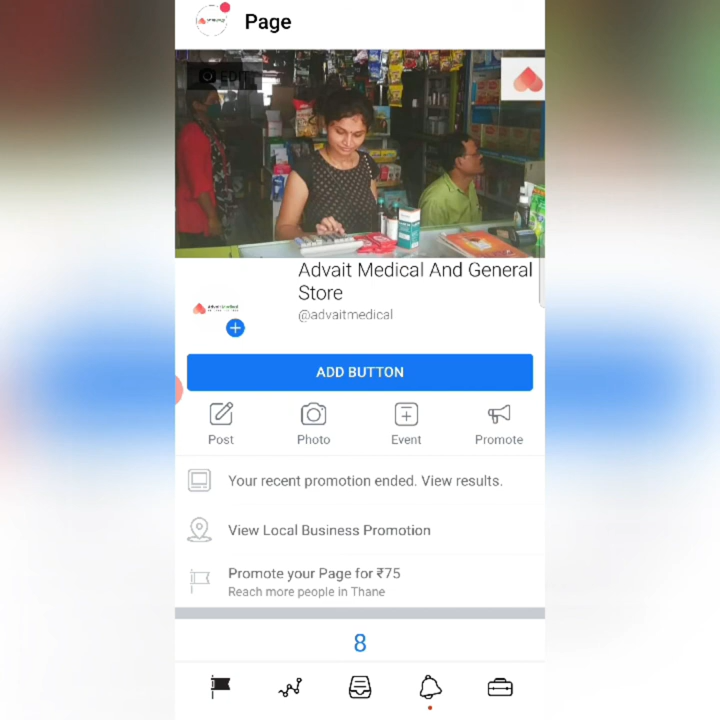 Page
EDIT
Advait Medical And General
Store
@advaitmedical
ADD BUTTON
Post
Photo
Event
Promote
Your recent promotion ended. View results.
View Local Business Promotion
Promote your Page for ₹75
Reach more people in Thane
8